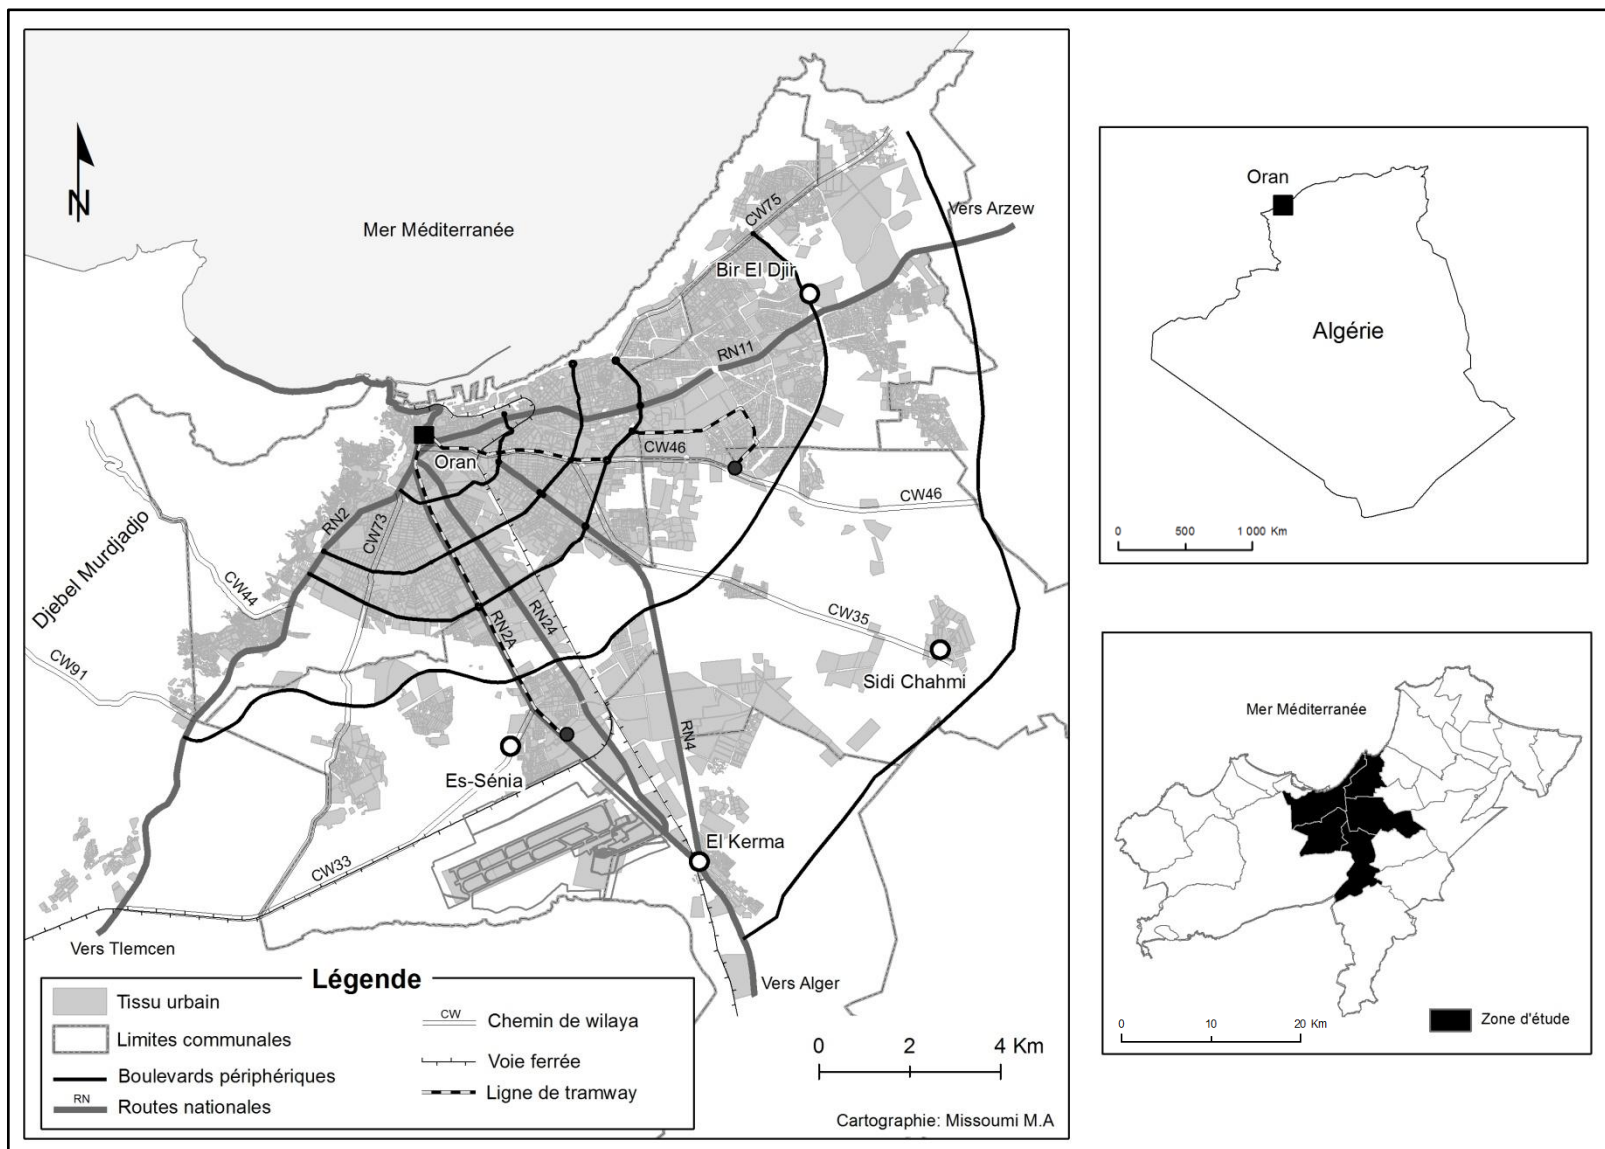 N
Mer Méditerranée
CW75
Vers Arzew
Bir El Djir
RN11
Oran
CW46
CW46
RN2
CW73
Djebel Murdjadjo
CW44
CW91
RN2A
RN24
CW35
Sidi Chahmi
RN4
Es-Sénia
El Kerma
CW33
Vers Tlemcen
Vers Alger
Légende
Tissu urbain
Limites communales
Boulevards périphériques
RN
Routes nationales
CW
Chemin de wilaya
Voie ferrée
Ligne de tramway
0 2 4 Km
Cartographie: Missoumi M.A
Oran
Algérie
0 500 1 000 Km
Mer Méditerranée
0 10 20 Km
Zone d'étude